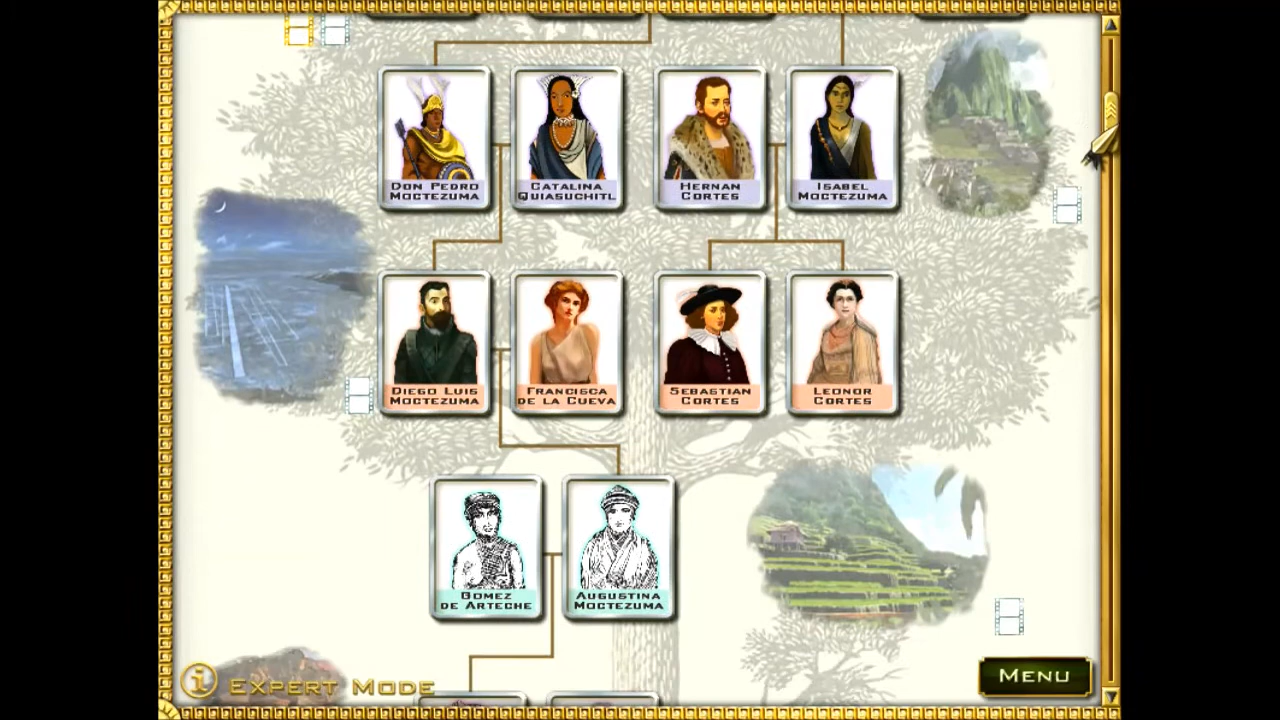 DON PEDRO
MOCTEZUMA
CATALINA
QUIASUCHITL
HERNAN
CORTES
ISABEL
MOCTEZUMA
DIEGO LUIS
MOCTEZUMA
FRANCISCA
DE LA CUEVA
SEBASTIAN
CORTES
LEONOR
CORTES
GOMEZ
DE ARTECHE
AUGUSTINA
MOCTEZUMA
i EXPERT MODE
MENU